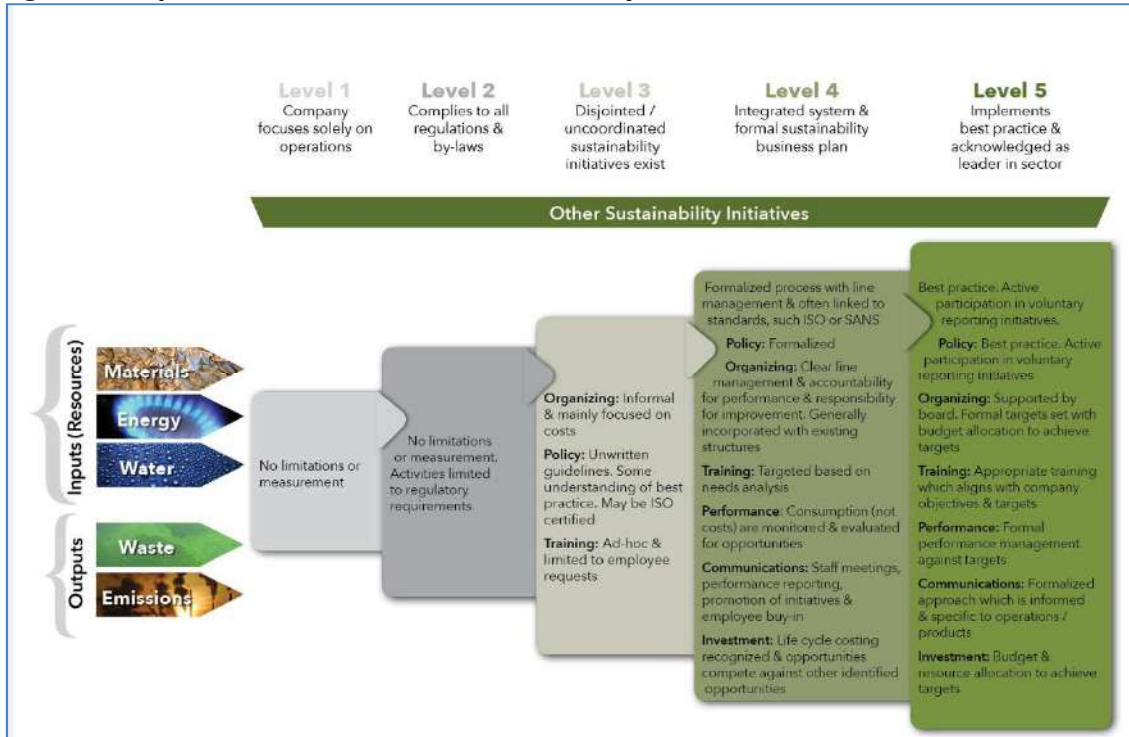 Level 1
Company
focuses solely on
operations
Level 2
Complies to all
regulations &
by-laws
Level 3
Disjointed /
uncoordinated
sustainability
initiatives exist
Level 4
Integrated system &
formal sustainability
business plan
Level 5
Implements
best practice &
acknowledged as
leader in sector
Other Sustainability Initiatives
Inputs (Resources)
Materials
Energy
Water
Outputs
Waste
Emissions
No limitations or
measurement
No limitations
or measurement.
Activities limited
to regulatory
requirements
Organizing: Informal
& mainly focused on
costs
Policy: Unwritten
guidelines. Some
understanding of best
practice. May be ISO
certified
Training: Ad-hoc &
limited to employee
requests
Formalized process with line
management & often linked to
standards, such ISO or SANS
Policy: Formalized
Organizing: Clear line
management & accountability
for performance & responsibility
for improvement. Generally
incorporated with existing
structures
Training: Targeted based on
needs analysis
Performance: Consumption (not
costs) are monitored & evaluated
for opportunities
Communications: Staff meetings,
performance reporting,
promotion of initiatives &
employee buy-in
Investment: Life cycle costing
recognized & opportunities
compete against other identified
opportunities
Best practice. Active
participation in voluntary
reporting initiatives.
Policy: Best practice. Active
participation in voluntary
reporting initiatives
Organizing: Supported by
board. Formal targets set with
budget allocation to achieve
targets
Training: Appropriate training
which aligns with company
objectives & targets
Performance: Formal
performance management
against targets
Communications: Formalized
approach which is informed
& specific to operations /
products
Investment: Budget &
resource allocation to achieve
targets